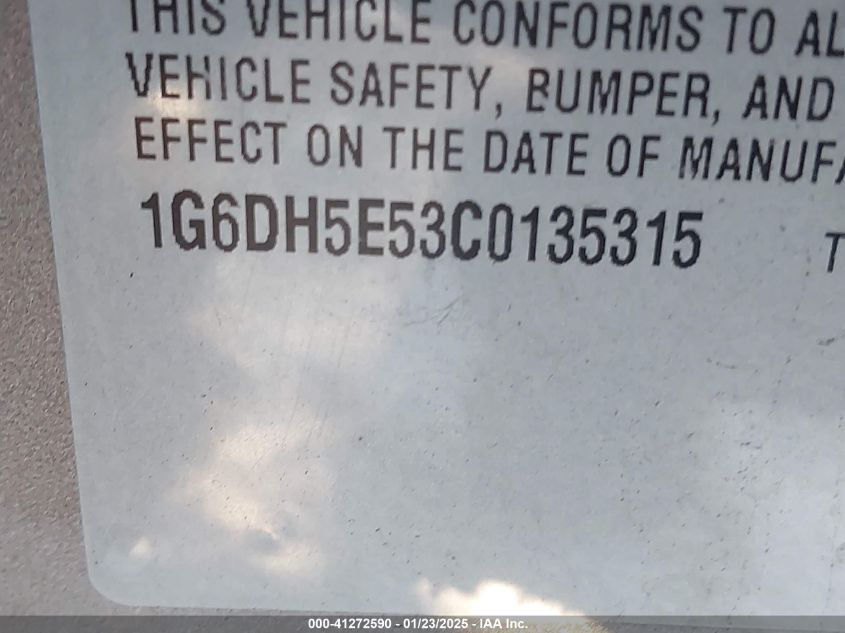 THIS VEHICLE CONFORMS TO AL
VEHICLE SAFETY, BUMPER, AND
EFFECT ON THE DATE OF MANUFA
1G6DH5E53C0135315 T
000-41272590 - 01/23/2025 - IAA Inc.